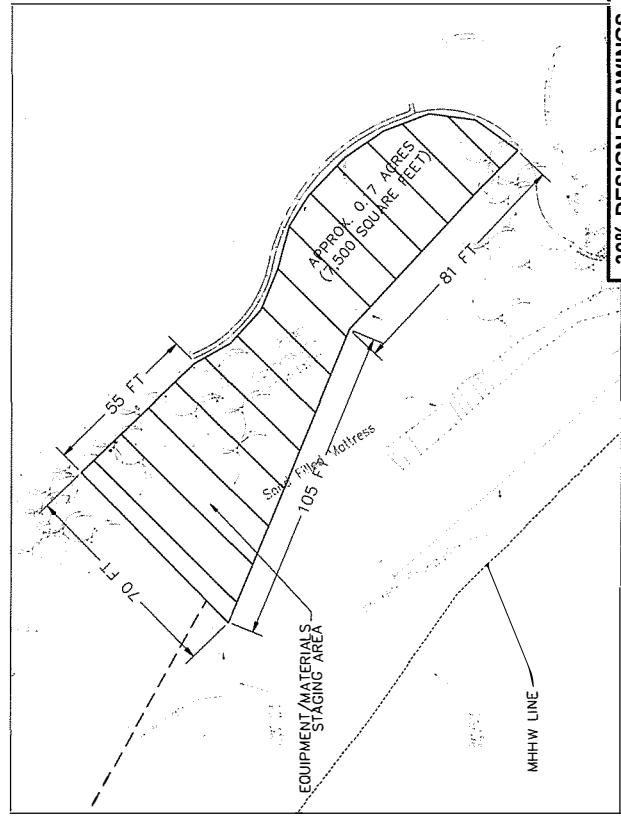 55 FT
70 FT
APPROX. 0.7 ACRES
(7,500 SQUARE FEET)
81 FT
Sand Filled Mattress
105 FT
EQUIPMENT/MATERIALS
STAGING AREA
MHHW LINE
DESIGN DRAWINGS